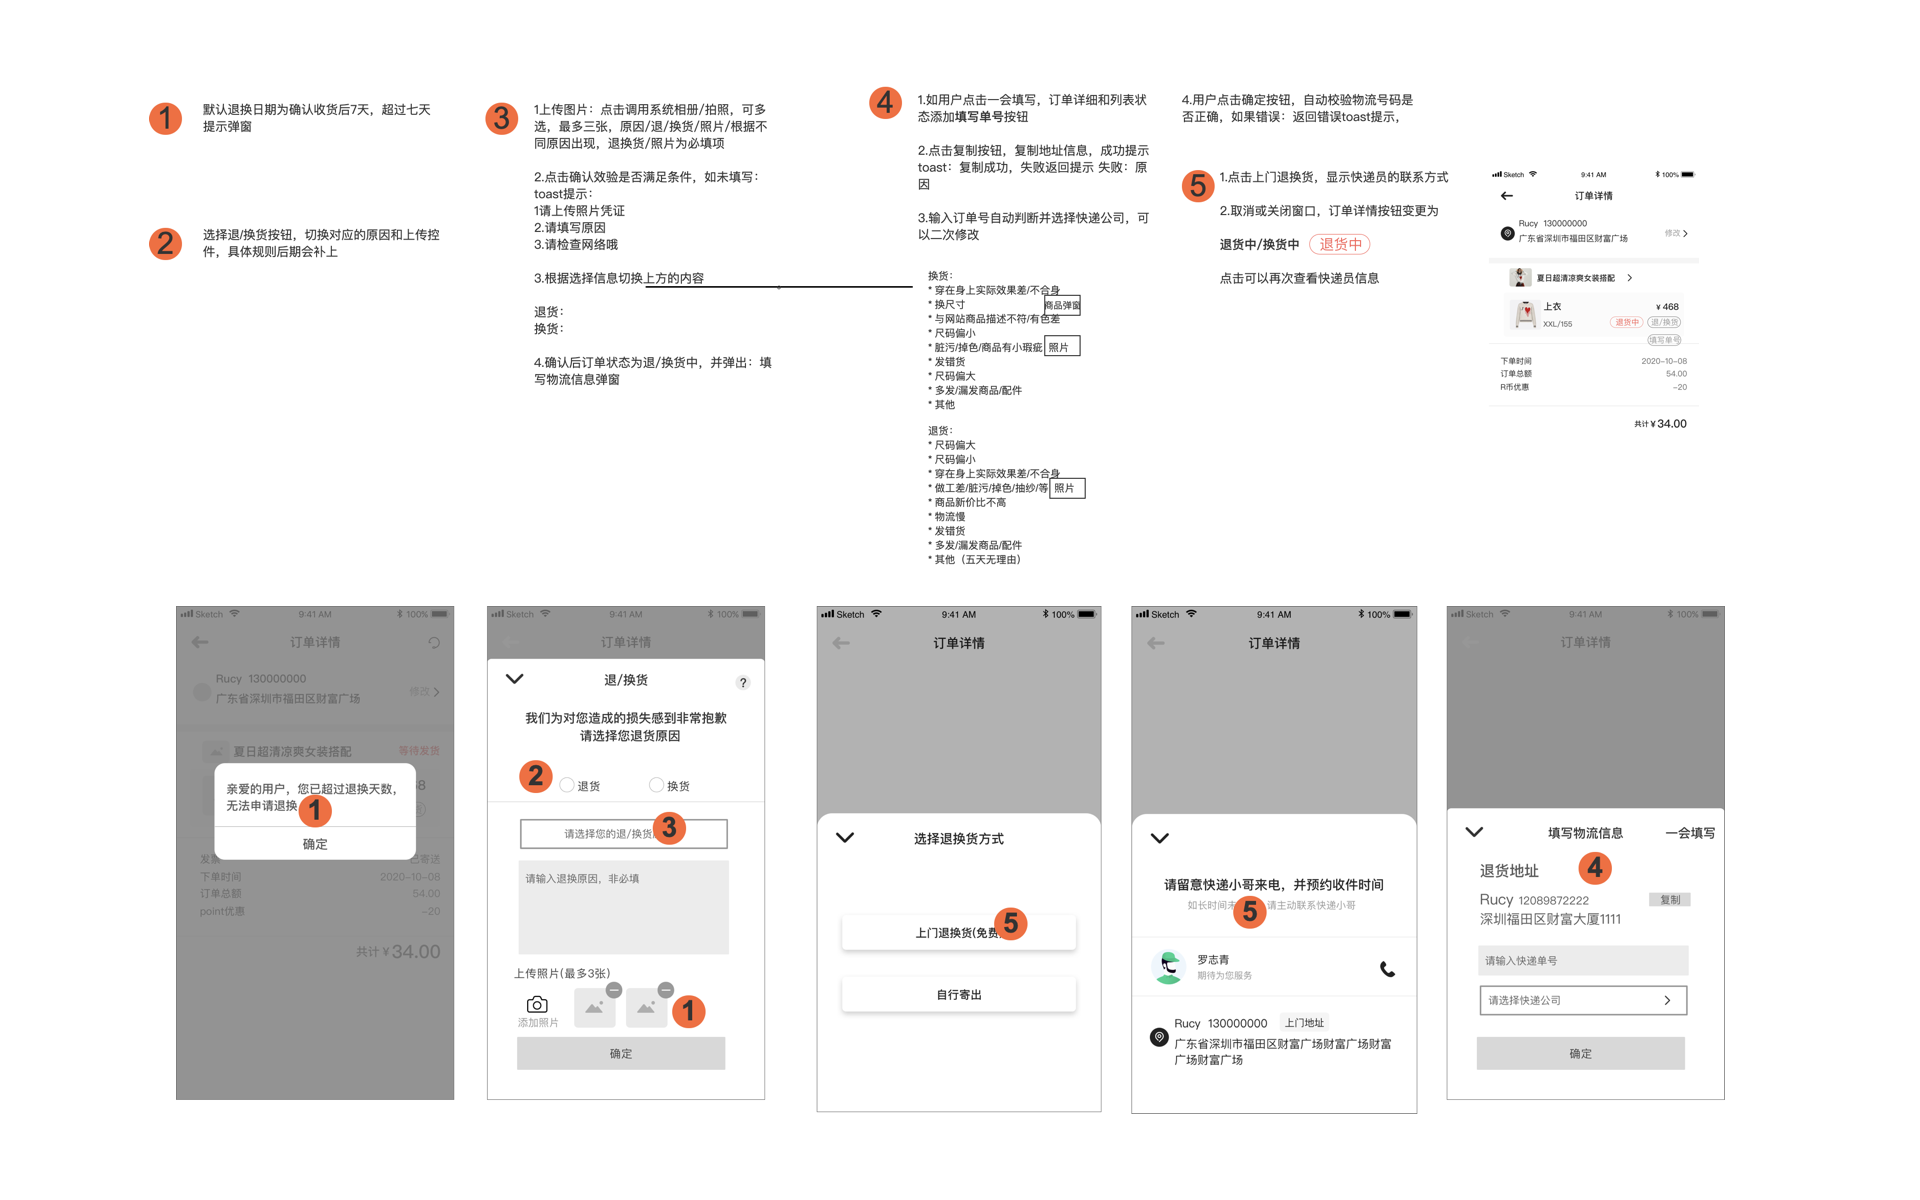 1
默认退换日期为确认收货后7天，超过七天
提示弹窗
2
选择退/换货按钮，切换对应的原因和上传控
件，具体规则后期会补上
3
1上传图片：点击调用系统相册/拍照，可多
选，最多三张，原因/退/换货/照片/根据不
同原因出现，退换货/照片为必填项
2.点击确认效验是否满足条件，如未填写：
toast提示：
1请上传照片凭证
2.请填写原因
3.请检查网络哦
3.根据选择信息切换上方的内容
退货：
换货：
4.确认后订单状态为退/换货中，并弹出：填
写物流信息弹窗
4
1.如用户点击一会填写，订单详细和列表状
态添加填写单号按钮
2.点击复制按钮，复制地址信息，成功提示
toast：复制成功，失败返回提示 失败：原
因
3.输入订单号自动判断并选择快递公司，可
以二次修改
换货：
* 穿在身上实际效果差/不合身
* 换尺寸
商品弹窗
* 与网站商品描述不符/有色差
* 尺码偏小
* 脏污/掉色/商品有小瑕疵 照片
* 发错货
* 尺码偏大
* 多发/漏发商品/配件
* 其他
退货：
* 尺码偏大
* 尺码偏小
* 穿在身上实际效果差/不合身
* 做工差/脏污/掉色/抽纱/等 照片
* 商品新价比不高
* 物流慢
* 发错货
* 多发/漏发商品/配件
* 其他（五天无理由）
4.用户点击确定按钮，自动校验物流号码是
否正确，如果错误：返回错误toast提示，
5
1.点击上门退换货，显示快递员的联系方式
2.取消或关闭窗口，订单详情按钮变更为
退货中/换货中 退货中
点击可以再次查看快递员信息
Sketch 9:41 AM 100%
订单详情
Rucy 130000000
广东省深圳市福田区财富广场
修改
夏日超清凉爽女装搭配
上衣 ¥ 468
XXL/155 退货中 退/换货
填写单号
下单时间 2020-10-08
订单总额 54.00
R币优惠 -20
共计 ¥ 34.00
Sketch 9:41 AM 100%
订单详情
Rucy 130000000
广东省深圳市福田区财富广场
修改
夏日超清凉爽女装搭配 等待发货
亲爱的用户，您已超过退换天数，
无法申请退换
1
确定
发票 已寄送
下单时间 2020-10-08
订单总额 54.00
point优惠 -20
共计 ¥ 34.00
Sketch 9:41 AM 100%
订单详情
退/换货 ?
我们为对您造成的损失感到非常抱歉
请选择您退货原因
2
退货 换货
请选择您的退/换货
3
请输入退换原因，非必填
上传照片(最多3张)
添加照片
1
确定
Sketch 9:41 AM 100%
订单详情
选择退换货方式
上门退换货(免费
5
自行寄出
Sketch 9:41 AM 100%
订单详情
请留意快递小哥来电，并预约收件时间
如长时间未 请主动联系快递小哥
5
罗志青
期待为您服务
Rucy 130000000 上门地址
广东省深圳市福田区财富广场财富广场财富
广场财富广场
Sketch 9:41 AM 100%
订单详情
填写物流信息 一会填写
4
退货地址
Rucy 12089872222 复制
深圳福田区财富大厦1111
请输入快递单号
请选择快递公司
确定